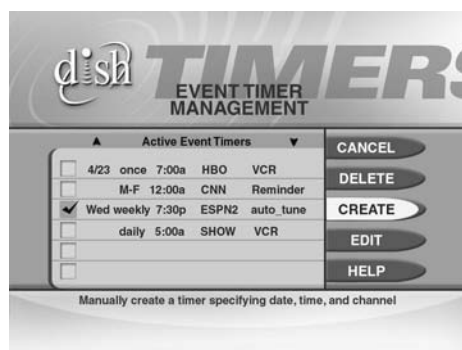 dish TIMERS
EVENT TIMER
MANAGEMENT
Active Event Timers
4/23 once 7:00a HBO VCR
M-F 12:00a CNN Reminder
Wed weekly 7:30p ESPN2 auto_tune
daily 5:00a SHOW VCR
CANCEL
DELETE
CREATE
EDIT
HELP
Manually create a timer specifying date, time, and channel